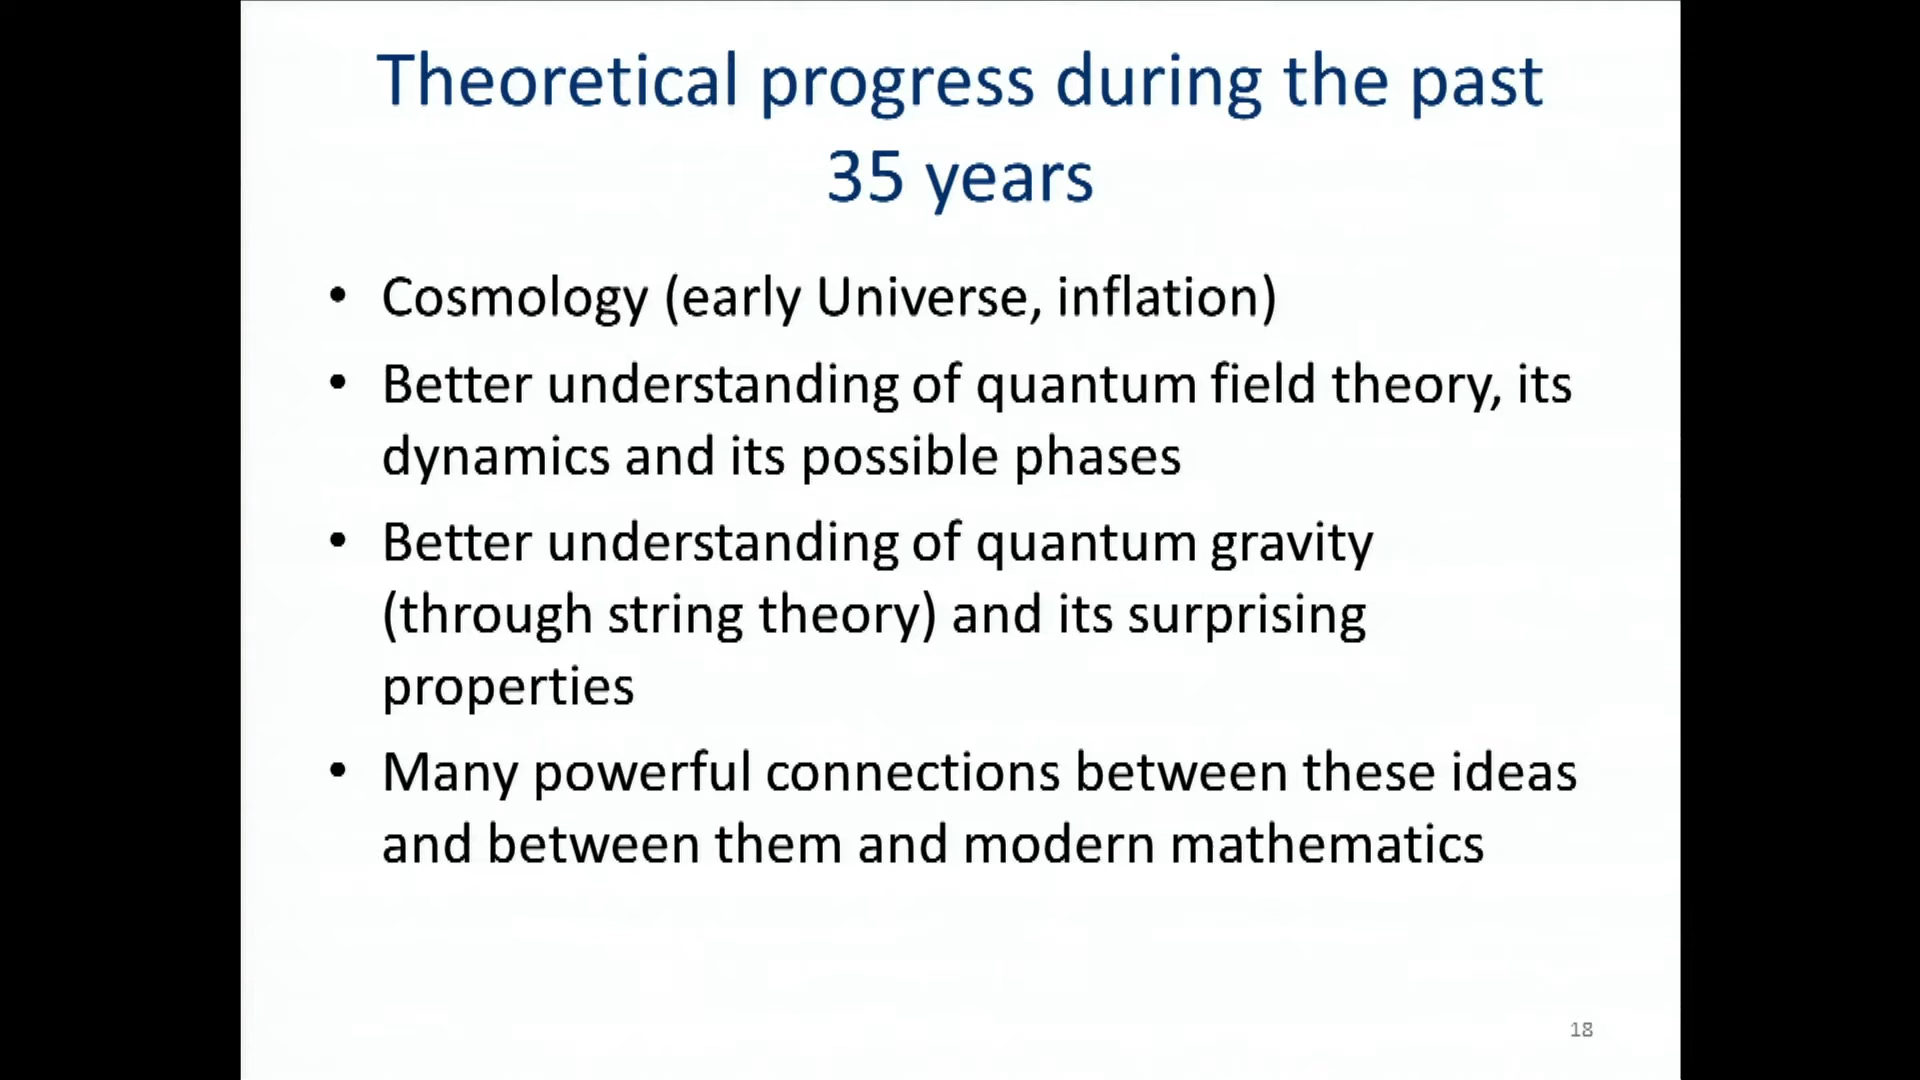 Theoretical progress during the past
35 years
• Cosmology (early Universe, inflation)
• Better understanding of quantum field theory, its
dynamics and its possible phases
• Better understanding of quantum gravity
(through string theory) and its surprising
properties
• Many powerful connections between these ideas
and between them and modern mathematics
18